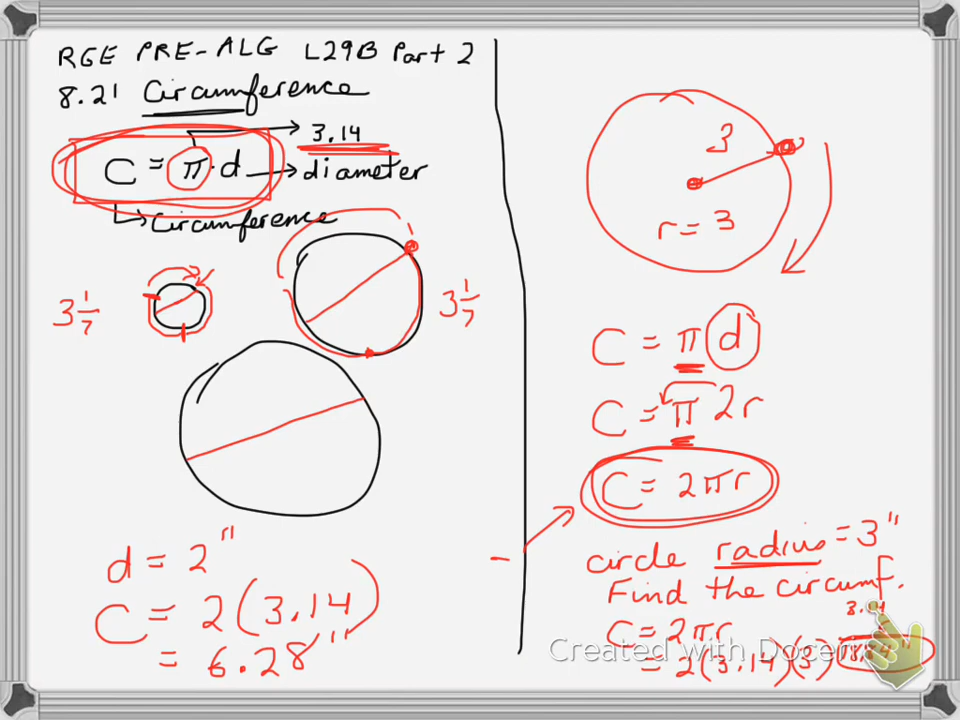 RGE PRE-ALG L29B Part 2
8.21 Circumference
C = π·d
3.14
diameter
Circumference
3 1/7
3 1/7
d = 2"
C = 2(3.14)
= 6.28"
3
r = 3
C = πd
C = π2r
C = 2πr
circle radius = 3"
Find the circumf.
C = 2πr
= 2(3.14)(3)
Created with